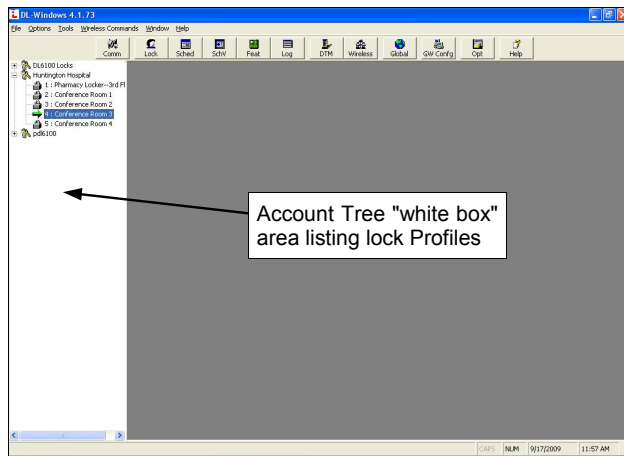 DL-Windows 4.1.73
File Options Tools Wireless Commands Window Help
Comm Lock Sched SchW Feat Log DTM Wireless Global GW Confg Opt Help
DL6100 Locks
Huntington Hospital
1 : Pharmacy Locker--3rd Fl
2 : Conference Room 1
3 : Conference Room 2
4 : Conference Room 3
5 : Conference Room 4
pdl6100
Account Tree "white box"
area listing lock Profiles
CAPS NUM 9/17/2009 11:57 AM